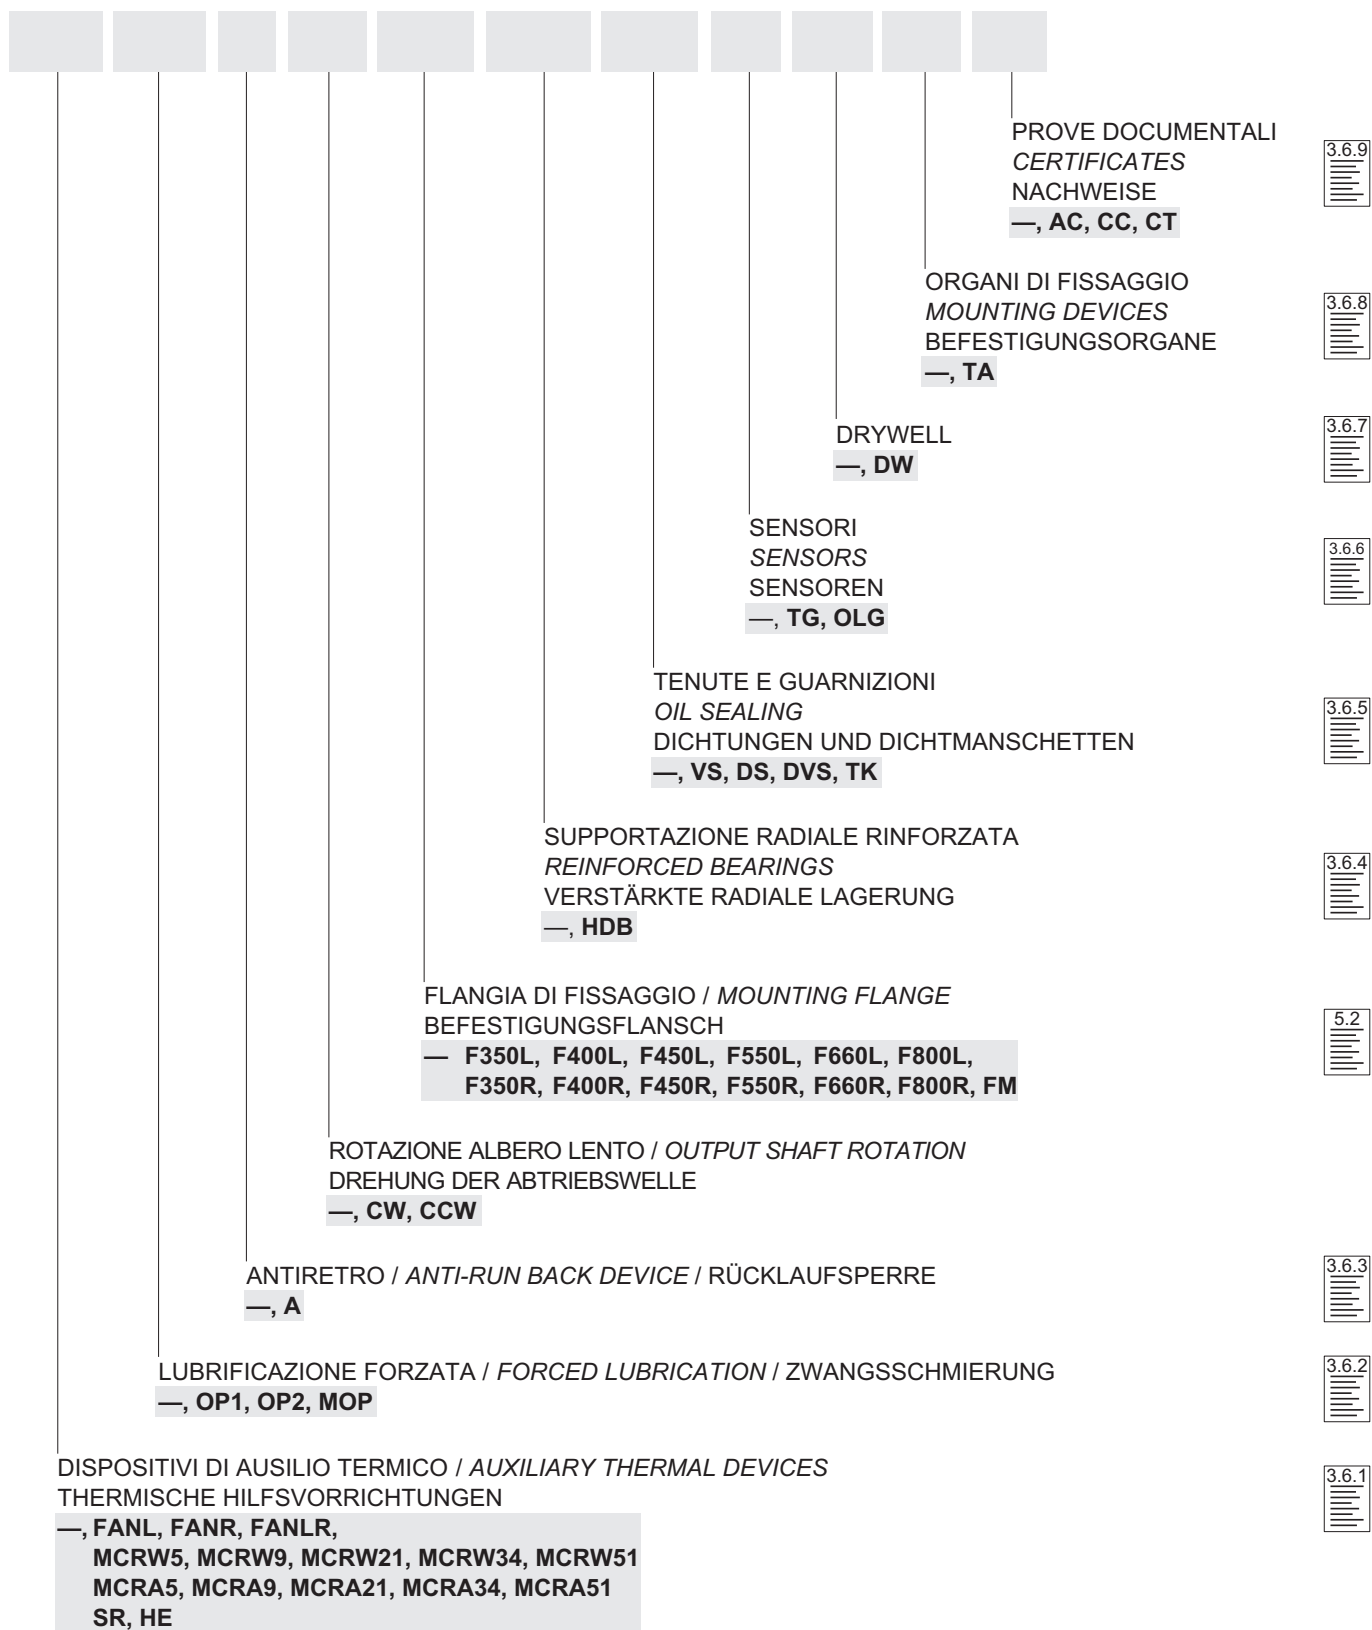 PROVE DOCUMENTALI
CERTIFICATES
NACHWEISE
—, AC, CC, CT
3.6.9
ORGANI DI FISSAGGIO
MOUNTING DEVICES
BEFESTIGUNGSORGANE
—, TA
3.6.8
DRYWELL
—, DW
3.6.7
SENSORI
SENSORS
SENSOREN
—, TG, OLG
3.6.6
TENUTE E GUARNIZIONI
OIL SEALING
DICHTUNGEN UND DICHTMANSCHETTEN
—, VS, DS, DVS, TK
3.6.5
SUPPORTAZIONE RADIALE RINFORZATA
REINFORCED BEARINGS
VERSTÄRKTE RADIALE LAGERUNG
—, HDB
3.6.4
FLANGIA DI FISSAGGIO / MOUNTING FLANGE
BEFESTIGUNGSFLANSCH
— F350L, F400L, F450L, F550L, F660L, F800L,
F350R, F400R, F450R, F550R, F660R, F800R, FM
5.2
ROTAZIONE ALBERO LENTO / OUTPUT SHAFT ROTATION
DREHUNG DER ABTRIEBSWELLE
—, CW, CCW
ANTIRETRO / ANTI-RUN BACK DEVICE / RÜCKLAUFSPERRE
—, A
3.6.3
LUBRIFICAZIONE FORZATA / FORCED LUBRICATION / ZWANGSSCHMIERUNG
—, OP1, OP2, MOP
3.6.2
DISPOSITIVI DI AUSILIO TERMICO / AUXILIARY THERMAL DEVICES
THERMISCHE HILFSVORRICHTUNGEN
—, FANL, FANR, FANLR,
MCRW5, MCRW9, MCRW21, MCRW34, MCRW51
MCRA5, MCRA9, MCRA21, MCRA34, MCRA51
SR, HE
3.6.1